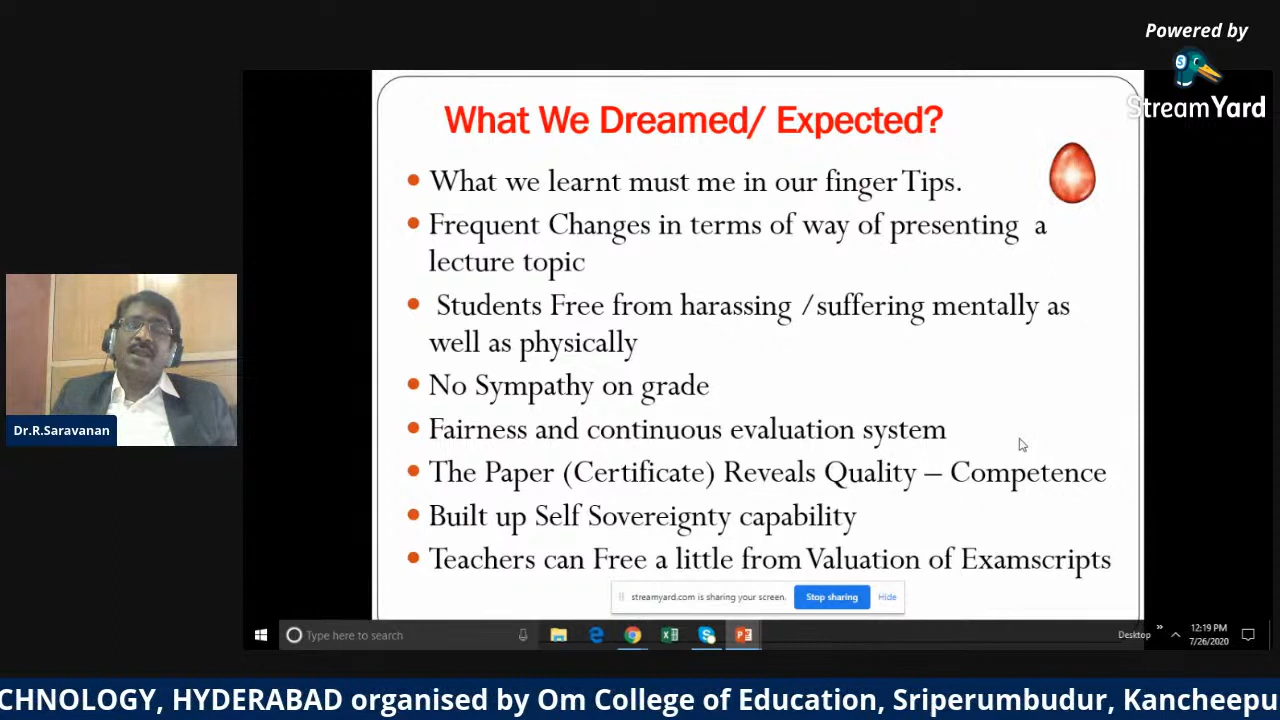 Powered by
StreamYard
What We Dreamed/ Expected?
What we learnt must me in our finger Tips.
Frequent Changes in terms of way of presenting a
lecture topic
Students Free from harassing /suffering mentally as
well as physically
No Sympathy on grade
Fairness and continuous evaluation system
The Paper (Certificate) Reveals Quality – Competence
Built up Self Sovereignty capability
Teachers can Free a little from Valuation of Examscripts
Dr.R.Saravanan
streamyard.com is sharing your screen.
Stop sharing
Hide
Type here to search
Desktop
12:19 PM
7/26/2020
CHNOLOGY, HYDERABAD organised by Om College of Education, Sriperumbudur, Kancheepu